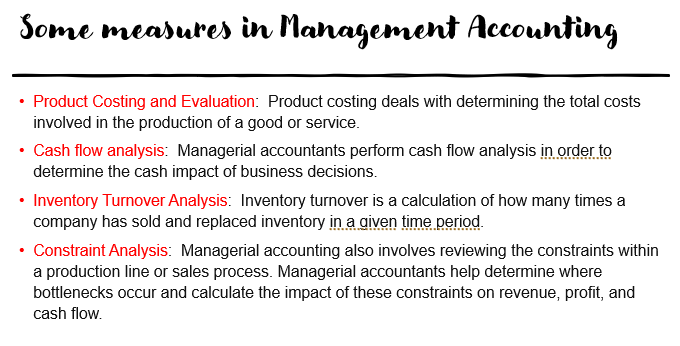 Some measures in Management Accounting
• Product Costing and Evaluation:  Product costing deals with determining the total costs
involved in the production of a good or service.
• Cash flow analysis:  Managerial accountants perform cash flow analysis in order to
determine the cash impact of business decisions.
• Inventory Turnover Analysis:  Inventory turnover is a calculation of how many times a
company has sold and replaced inventory in a given time period.
• Constraint Analysis:  Managerial accounting also involves reviewing the constraints within
a production line or sales process. Managerial accountants help determine where
bottlenecks occur and calculate the impact of these constraints on revenue, profit, and
cash flow.